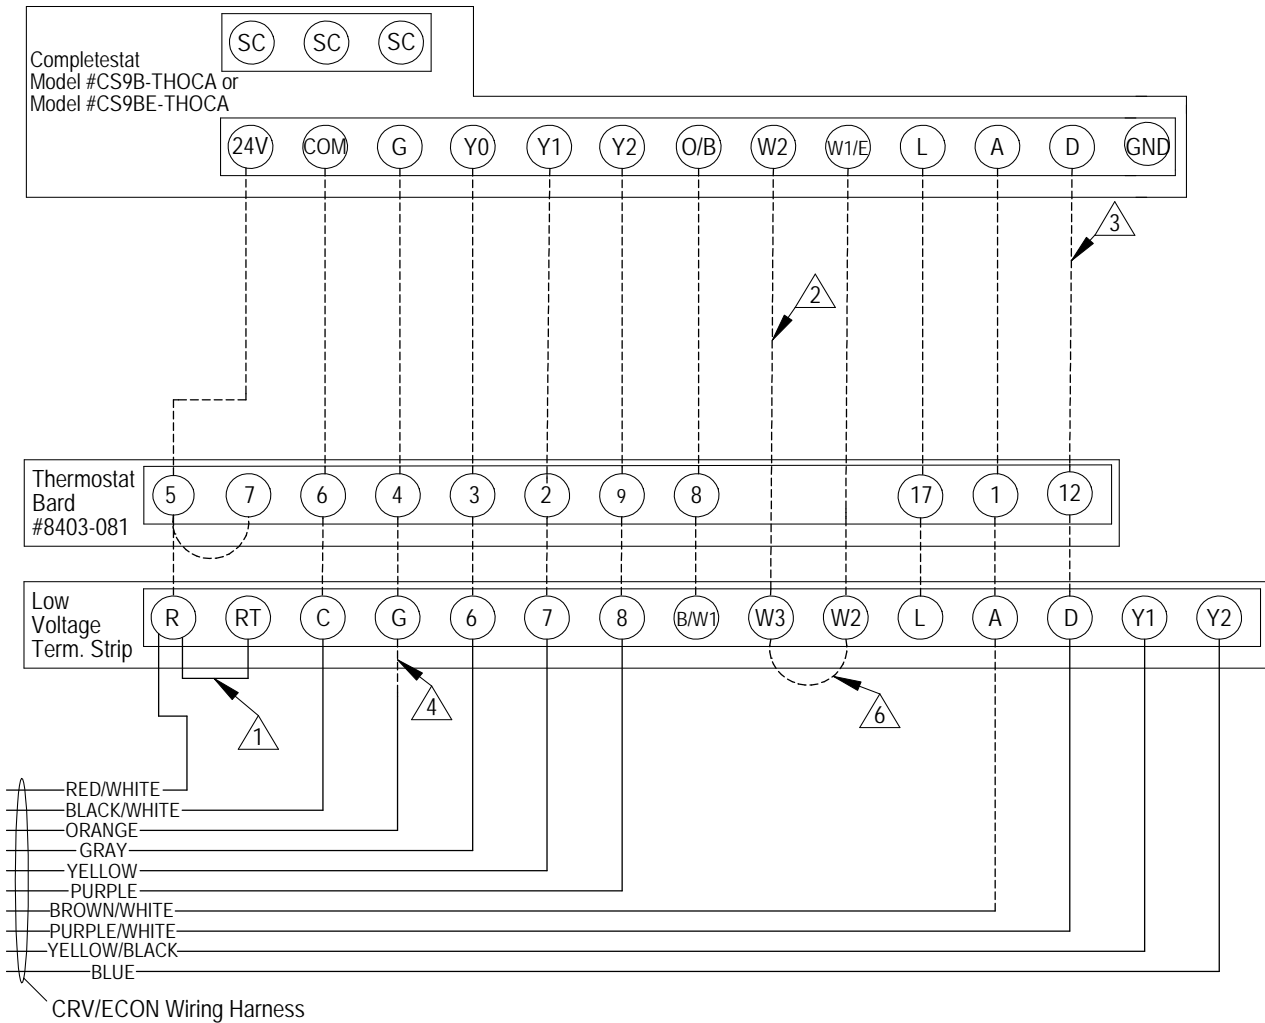 SC SC SC
Completestat
Model #CS9B-THOCA or
Model #CS9BE-THOCA
24V COM G Y0 Y1 Y2 O/B W2 W1/E L A D GND
3
2
Thermostat
Bard
#8403-081
5 7 6 4 3 2 9 8 17 1 12
Low
Voltage
Term. Strip
R RT C G 6 7 8 B/W1 W3 W2 L A D Y1 Y2
4
6
1
RED/WHITE
BLACK/WHITE
ORANGE
GRAY
YELLOW
PURPLE
BROWN/WHITE
PURPLE/WHITE
YELLOW/BLACK
BLUE
CRV/ECON Wiring Harness